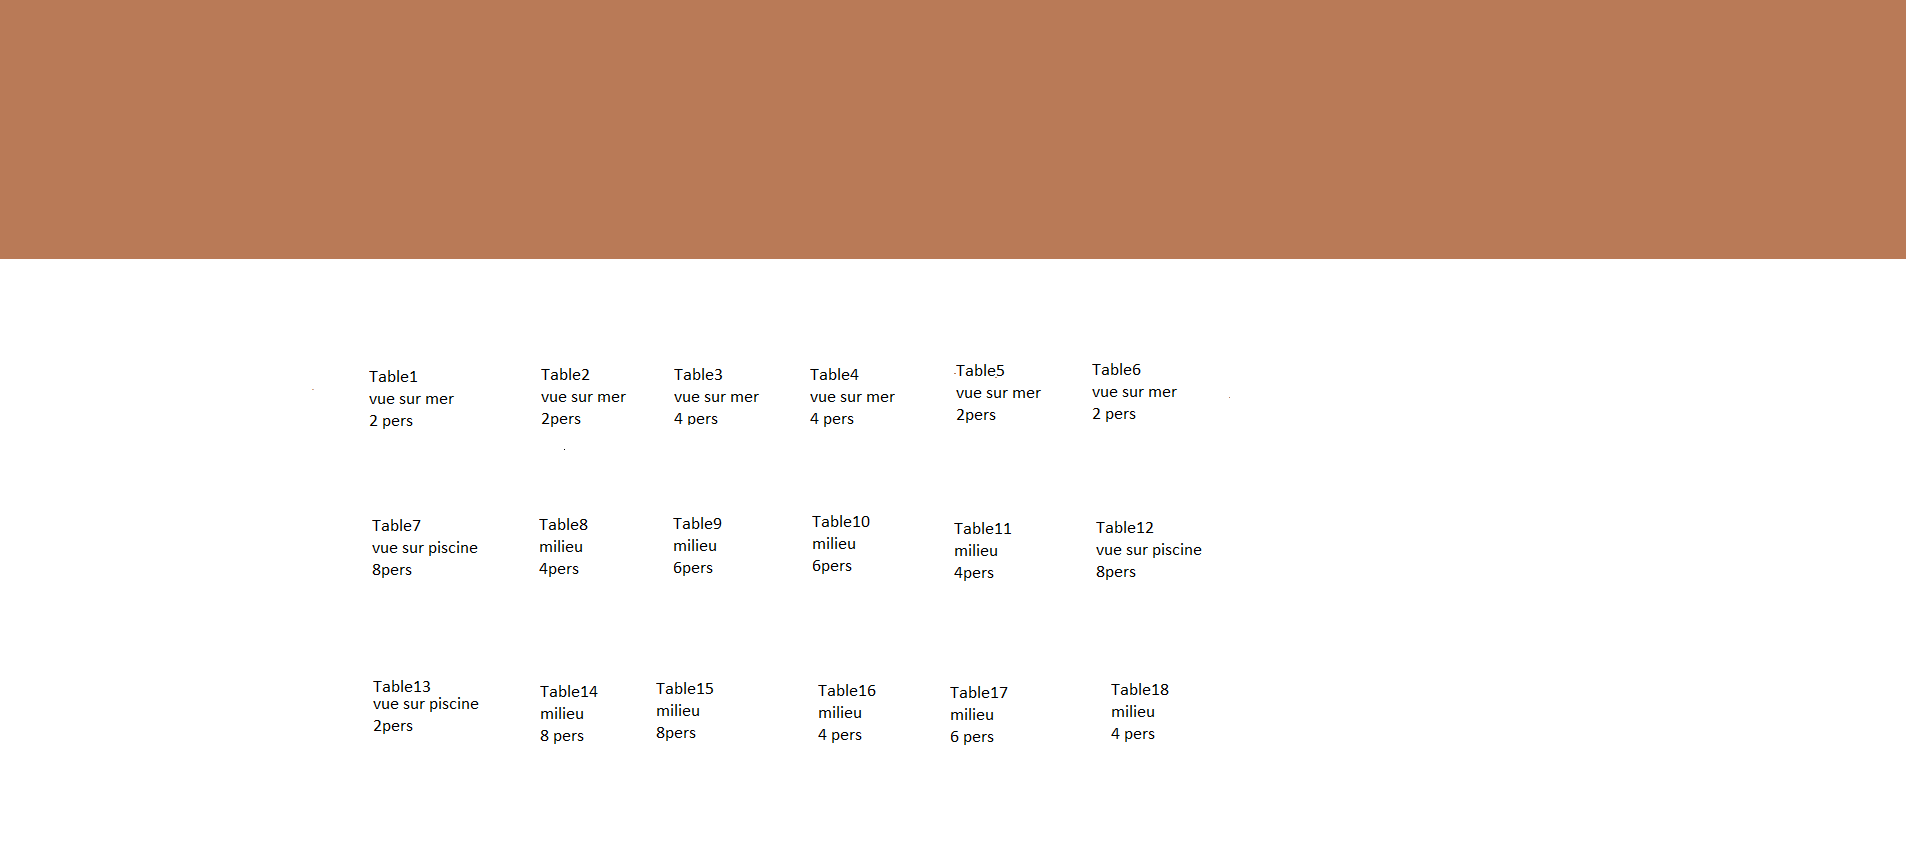 Table1
vue sur mer
2 pers
Table2
vue sur mer
2pers
Table3
vue sur mer
4 pers
Table4
vue sur mer
4 pers
Table5
vue sur mer
2pers
Table6
vue sur mer
2 pers
Table7
vue sur piscine
8pers
Table8
milieu
4pers
Table9
milieu
6pers
Table10
milieu
6pers
Table11
milieu
4pers
Table12
vue sur piscine
8pers
Table13
vue sur piscine
2pers
Table14
milieu
8 pers
Table15
milieu
8pers
Table16
milieu
4 pers
Table17
milieu
6 pers
Table18
milieu
4 pers